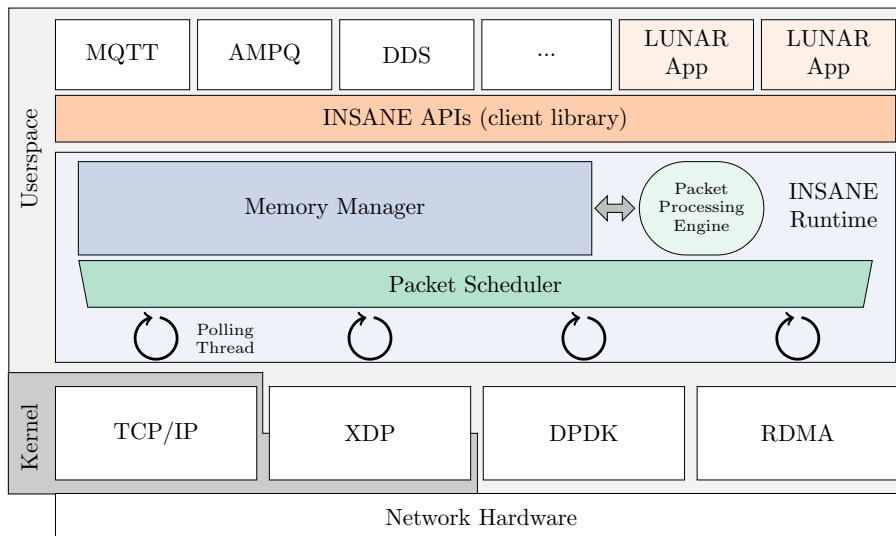 MQTT
AMPQ
DDS
...
LUNAR
App
LUNAR
App
Userspace
INSANE APIs (client library)
Memory Manager
Packet
Processing
Engine
INSANE
Runtime
Packet Scheduler
Polling
Thread
Kernel
TCP/IP
XDP
DPDK
RDMA
Network Hardware